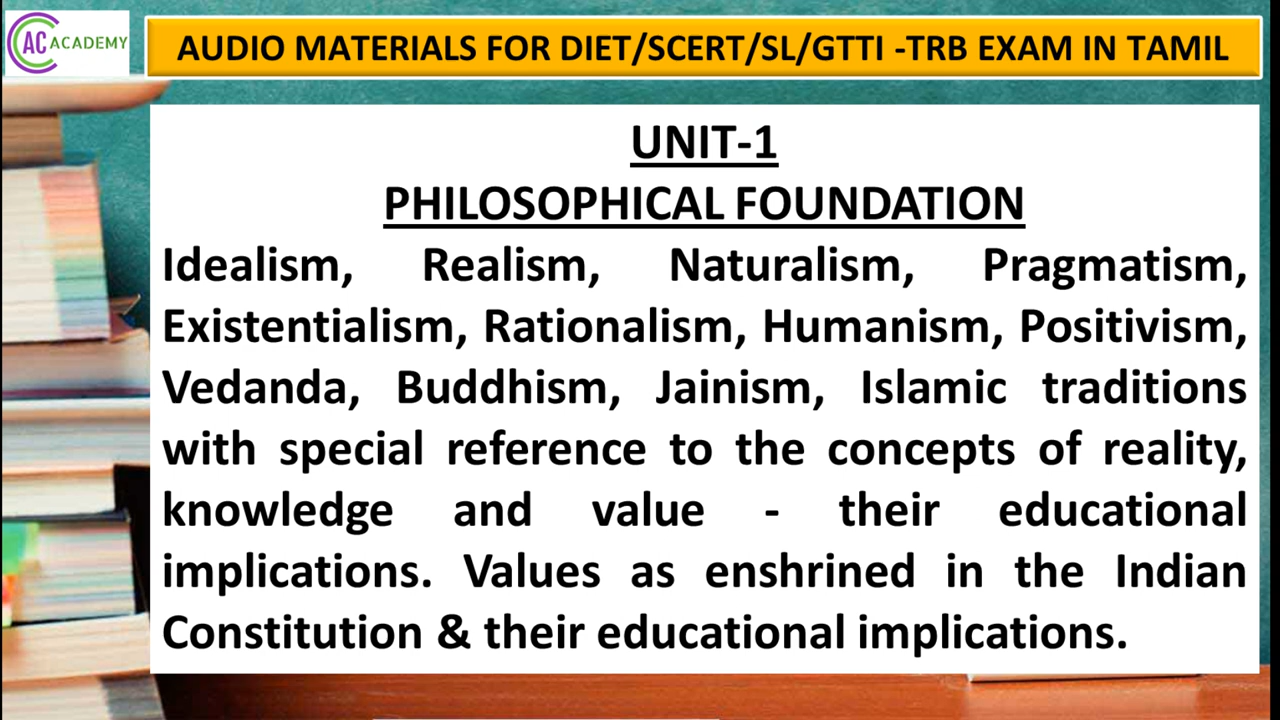 AC ACADEMY
AUDIO MATERIALS FOR DIET/SCERT/SL/GTTI -TRB EXAM IN TAMIL
UNIT-1
PHILOSOPHICAL FOUNDATION
Idealism, Realism, Naturalism, Pragmatism,
Existentialism, Rationalism, Humanism, Positivism,
Vedanda, Buddhism, Jainism, Islamic traditions
with special reference to the concepts of reality,
knowledge and value - their educational
implications. Values as enshrined in the Indian
Constitution & their educational implications.